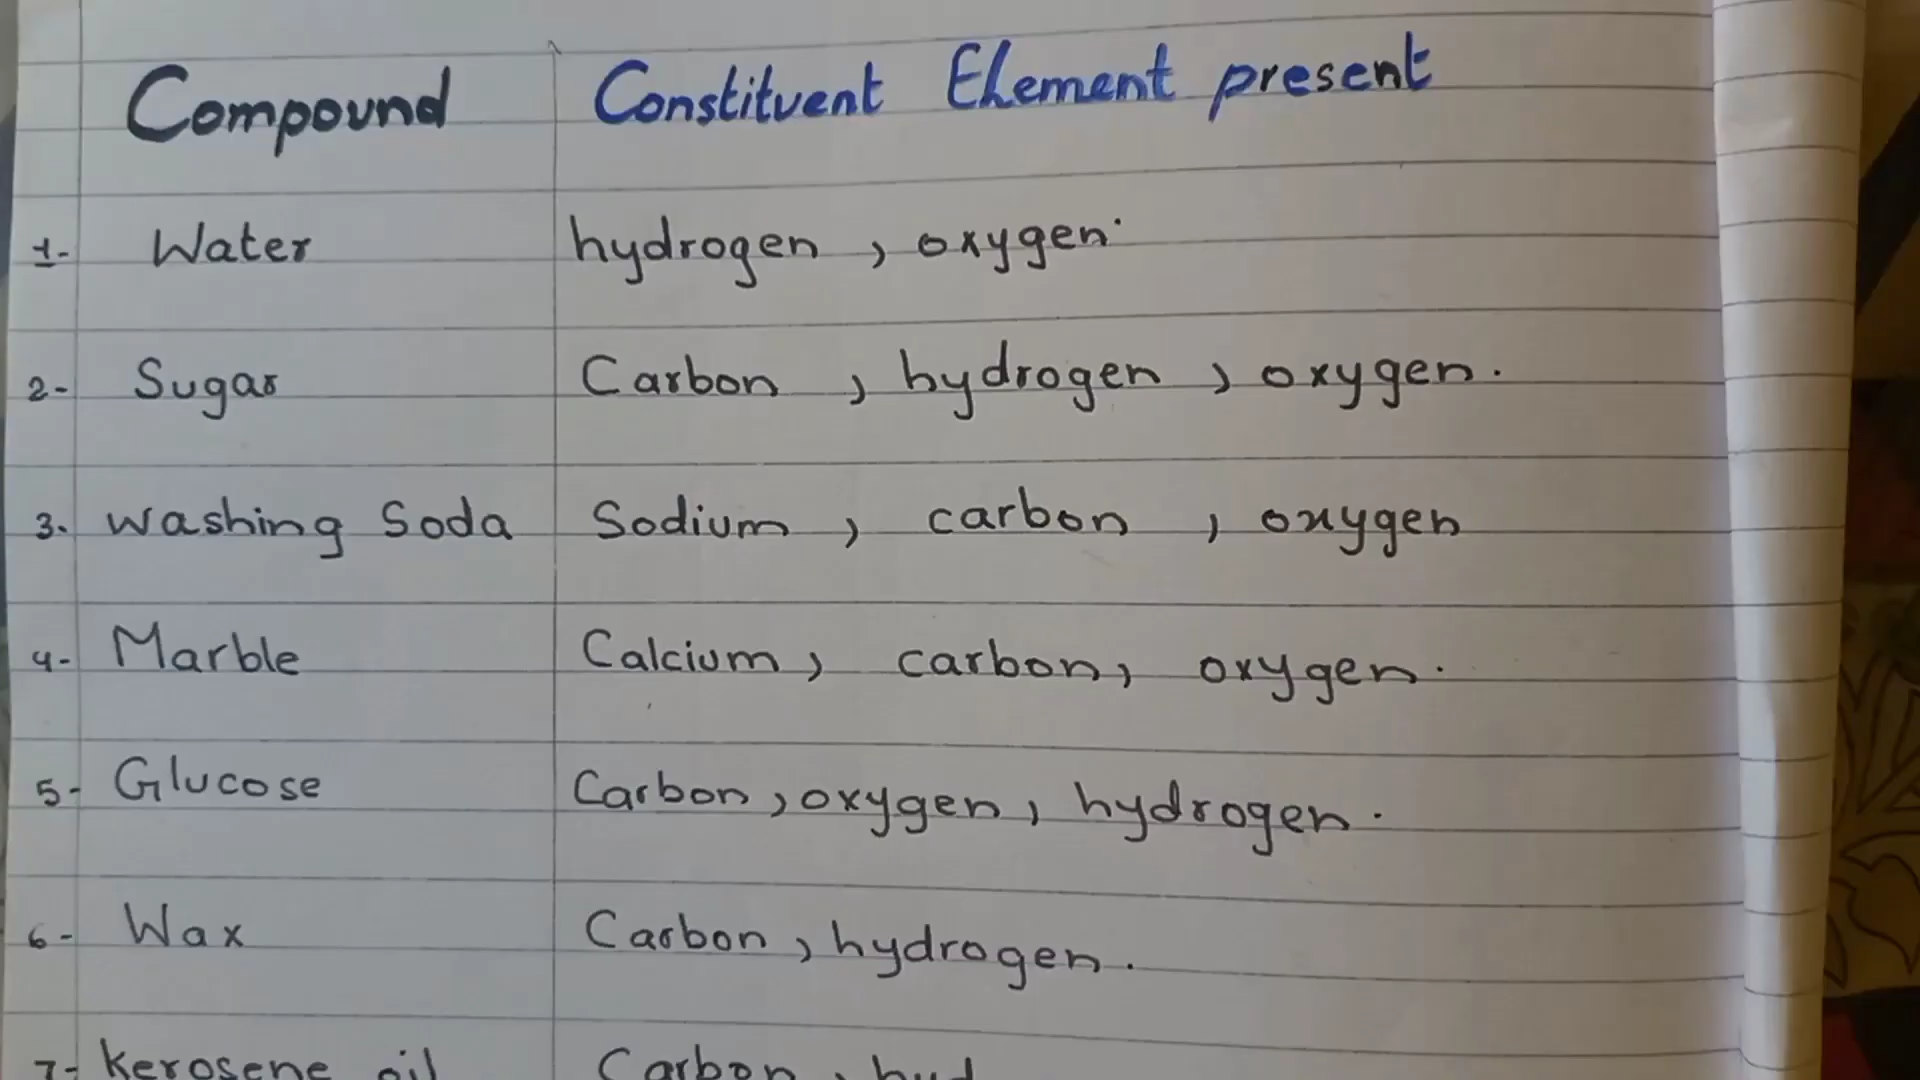 Compound Constituent Element present
1- Water hydrogen , oxygen.
2- Sugar Carbon , hydrogen , oxygen.
3. Washing Soda Sodium , carbon , oxygen
4- Marble Calcium, carbon, oxygen.
5- Glucose Carbon, oxygen, hydrogen.
6- Wax Carbon, hydrogen.
7- Kerosene oil Carbon, hyd